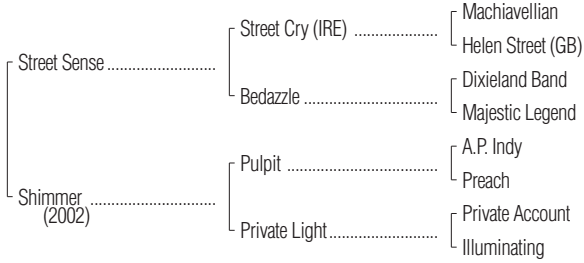 Machiavellian
Street Cry (IRE) ...................
Helen Street (GB)
Street Sense .........................
Dixieland Band
Bedazzle ...............................
Majestic Legend
A.P. Indy
Pulpit ...................................
Preach
Shimmer .............................
(2002)
Private Account
Private Light.........................
Illuminating